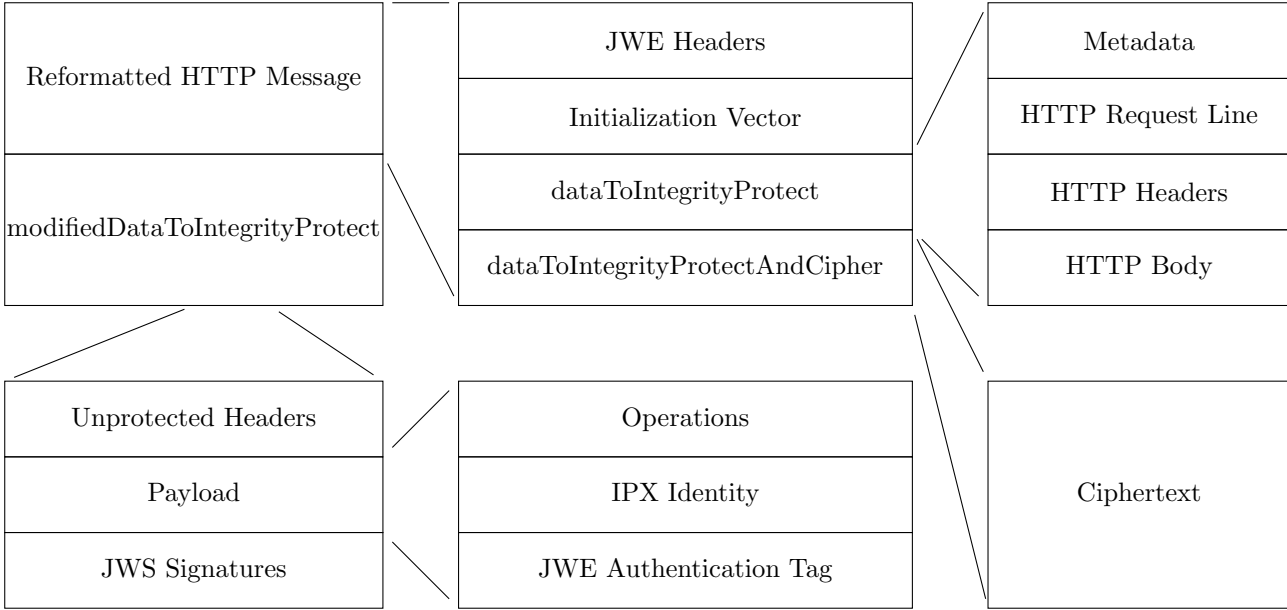 Reformatted HTTP Message
modifiedDataToIntegrityProtect
JWE Headers
Initialization Vector
dataToIntegrityProtect
dataToIntegrityProtectAndCipher
Metadata
HTTP Request Line
HTTP Headers
HTTP Body
Unprotected Headers
Payload
JWS Signatures
Operations
IPX Identity
JWE Authentication Tag
Ciphertext